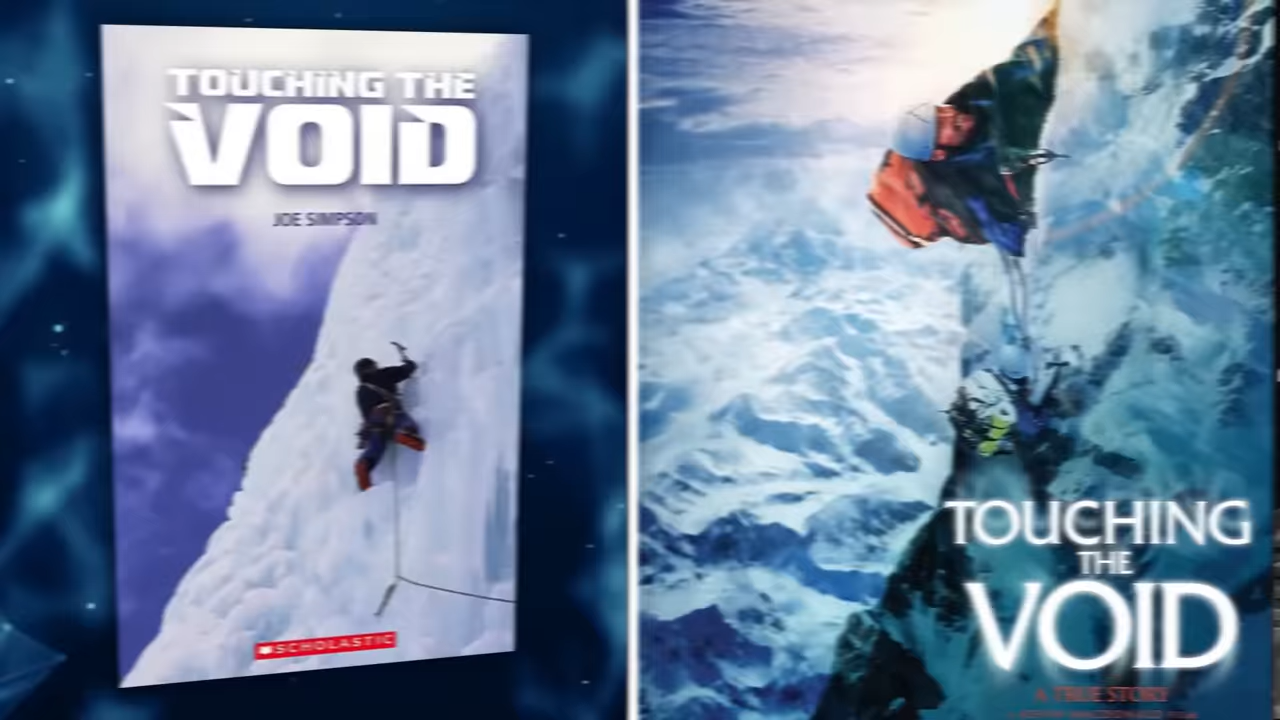 TOUCHING THE
VOID
JOE SIMPSON
SCHOLASTIC
TOUCHING
THE
VOID
A TRUE STORY